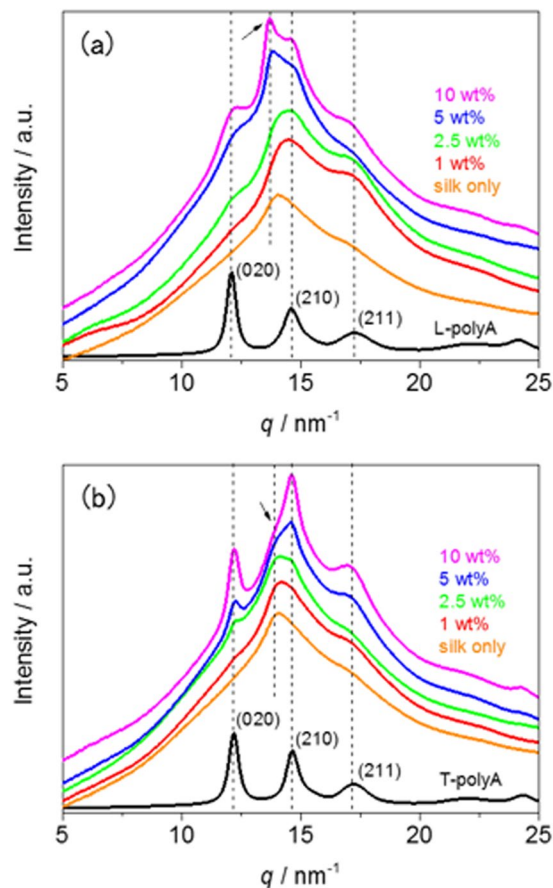 (a)
10 wt%
5 wt%
2.5 wt%
1 wt%
silk only
(020)
(210)
(211)
L-polyA
Intensity / a.u.
5 10 15 20 25
q / nm⁻¹
(b)
10 wt%
5 wt%
2.5 wt%
1 wt%
silk only
(020)
(210)
(211)
T-polyA
Intensity / a.u.
5 10 15 20 25
q / nm⁻¹